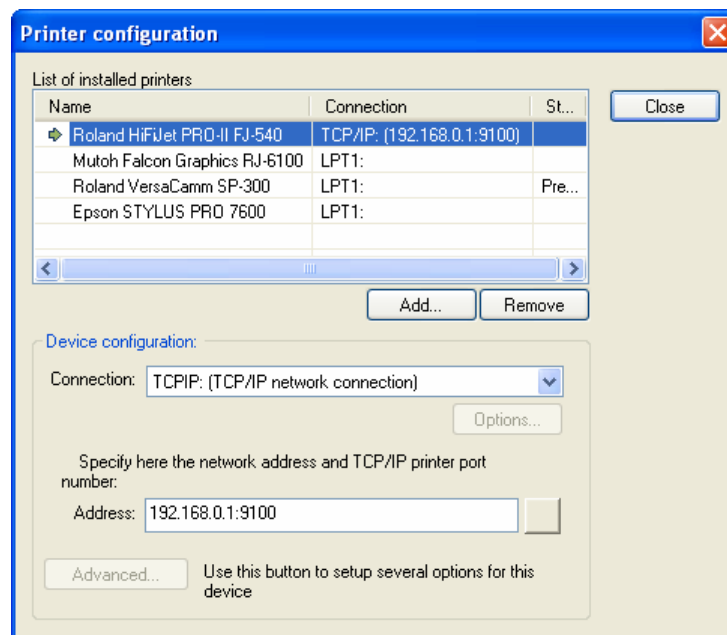 Printer configuration
List of installed printers
Name Connection St...
Roland HiFiJet PRO-II FJ-540 TCP/IP: (192.168.0.1:9100)
Mutoh Falcon Graphics RJ-6100 LPT1:
Roland VersaCamm SP-300 LPT1: Pre...
Epson STYLUS PRO 7600 LPT1:
Close
Add... Remove
Device configuration:
Connection: TCPIP: (TCP/IP network connection)
Options...
Specify here the network address and TCP/IP printer port
number:
Address: 192.168.0.1:9100
Advanced... Use this button to setup several options for this
device